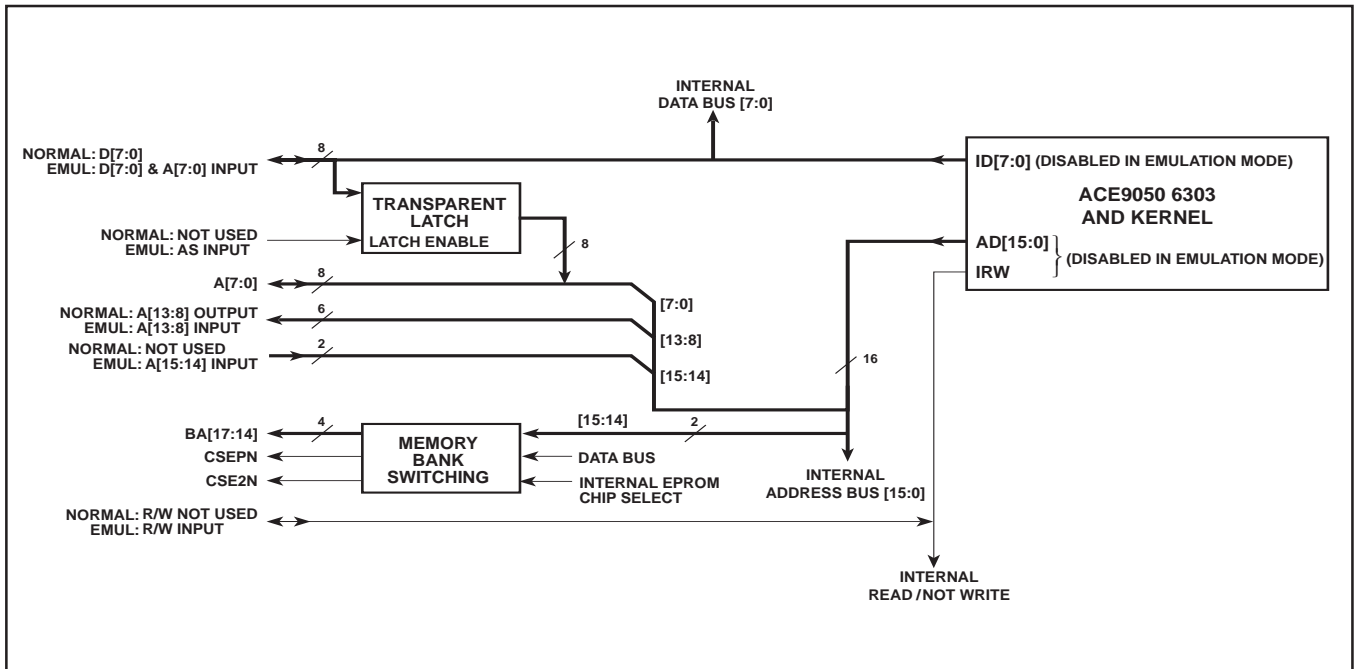 INTERNAL
DATA BUS [7:0]
NORMAL: D[7:0]
EMUL: D[7:0] & A[7:0] INPUT
8
ID[7:0] (DISABLED IN EMULATION MODE)
ACE9050 6303
AND KERNEL
TRANSPARENT
LATCH
LATCH ENABLE
NORMAL: NOT USED
EMUL: AS INPUT
8
AD[15:0]
IRW
(DISABLED IN EMULATION MODE)
A[7:0]
8
[7:0]
NORMAL: A[13:8] OUTPUT
EMUL: A[13:8] INPUT
6
[13:8]
NORMAL: NOT USED
EMUL: A[15:14] INPUT
2
[15:14]
16
BA[17:14]
4
CSEPN
CSE2N
MEMORY
BANK
SWITCHING
[15:14]
2
DATA BUS
INTERNAL EPROM
CHIP SELECT
INTERNAL
ADDRESS BUS [15:0]
NORMAL: R/W NOT USED
EMUL: R/W INPUT
INTERNAL
READ /NOT WRITE